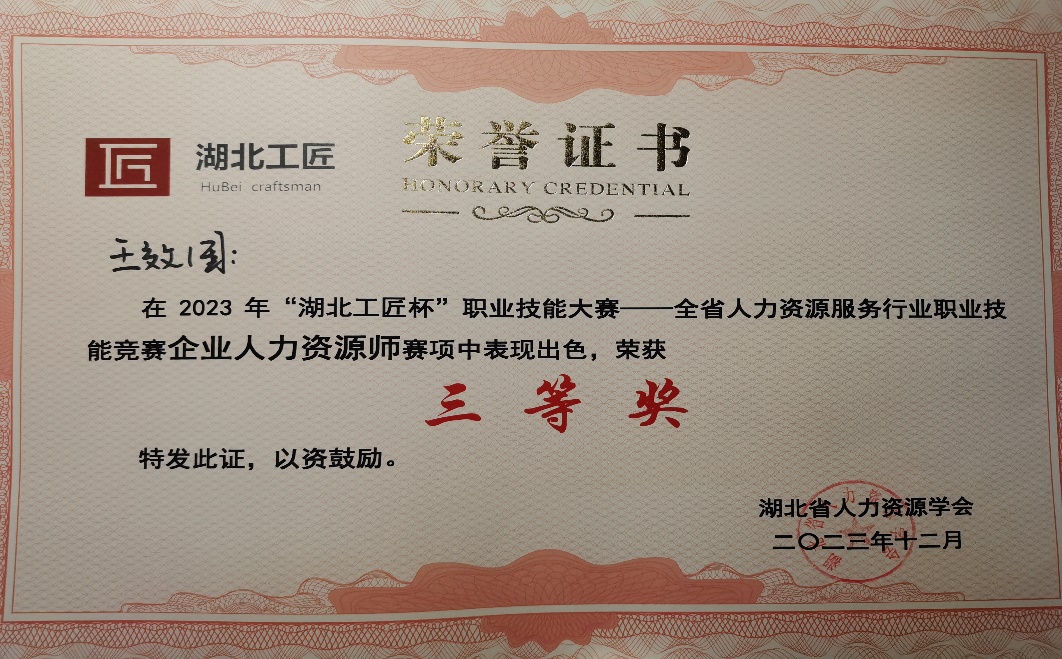 湖北工匠
HuBei craftsman
荣誉证书
HONORARY CREDENTIAL
王效国:
在 2023 年“湖北工匠杯”职业技能大赛——全省人力资源服务行业职业技
能竞赛企业人力资源师赛项中表现出色，荣获
三等奖
特发此证，以资鼓励。
湖北省人力资源学会
二〇二三年十二月